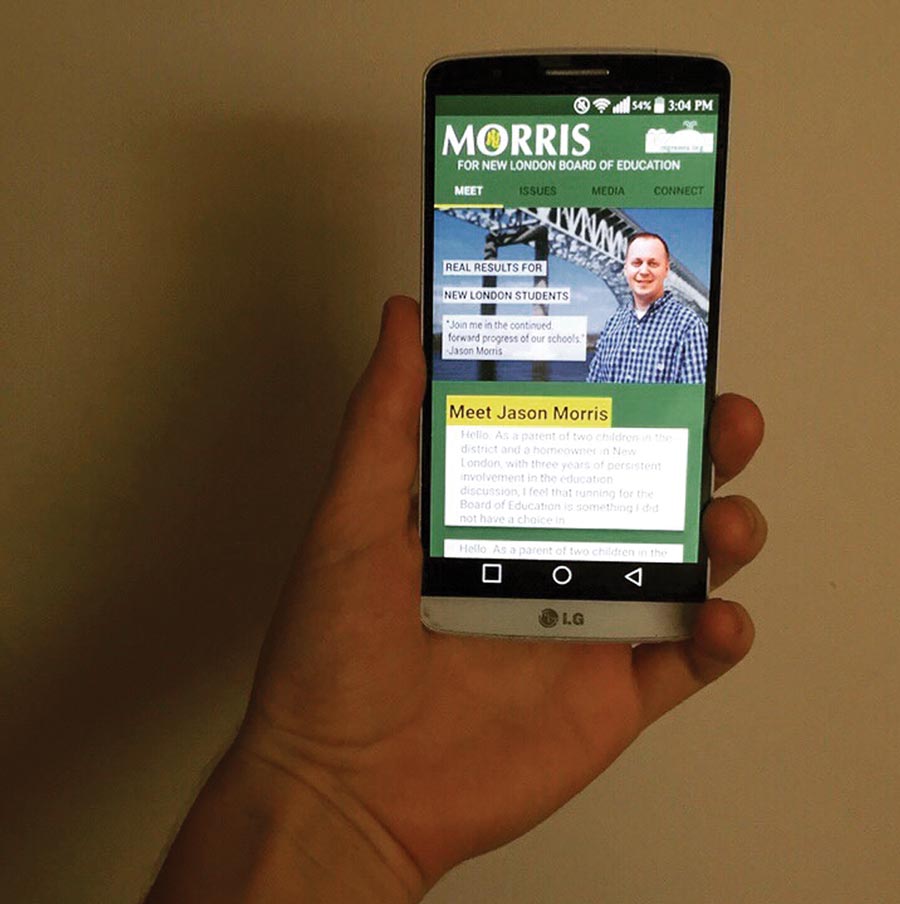 54% 3:04 PM
MORRIS
FOR NEW LONDON BOARD OF EDUCATION
MEET ISSUES MEDIA CONNECT
REAL RESULTS FOR
NEW LONDON STUDENTS
"Join me in the continued,
forward progress of our schools."
-Jason Morris
Meet Jason Morris
Hello. As a parent of two children in the
district and a homeowner in New
London, with three years of persistent
involvement in the education
discussion, I feel that running for the
Board of Education is something I did
not have a choice in
Hello. As a parent of two children in the
LG